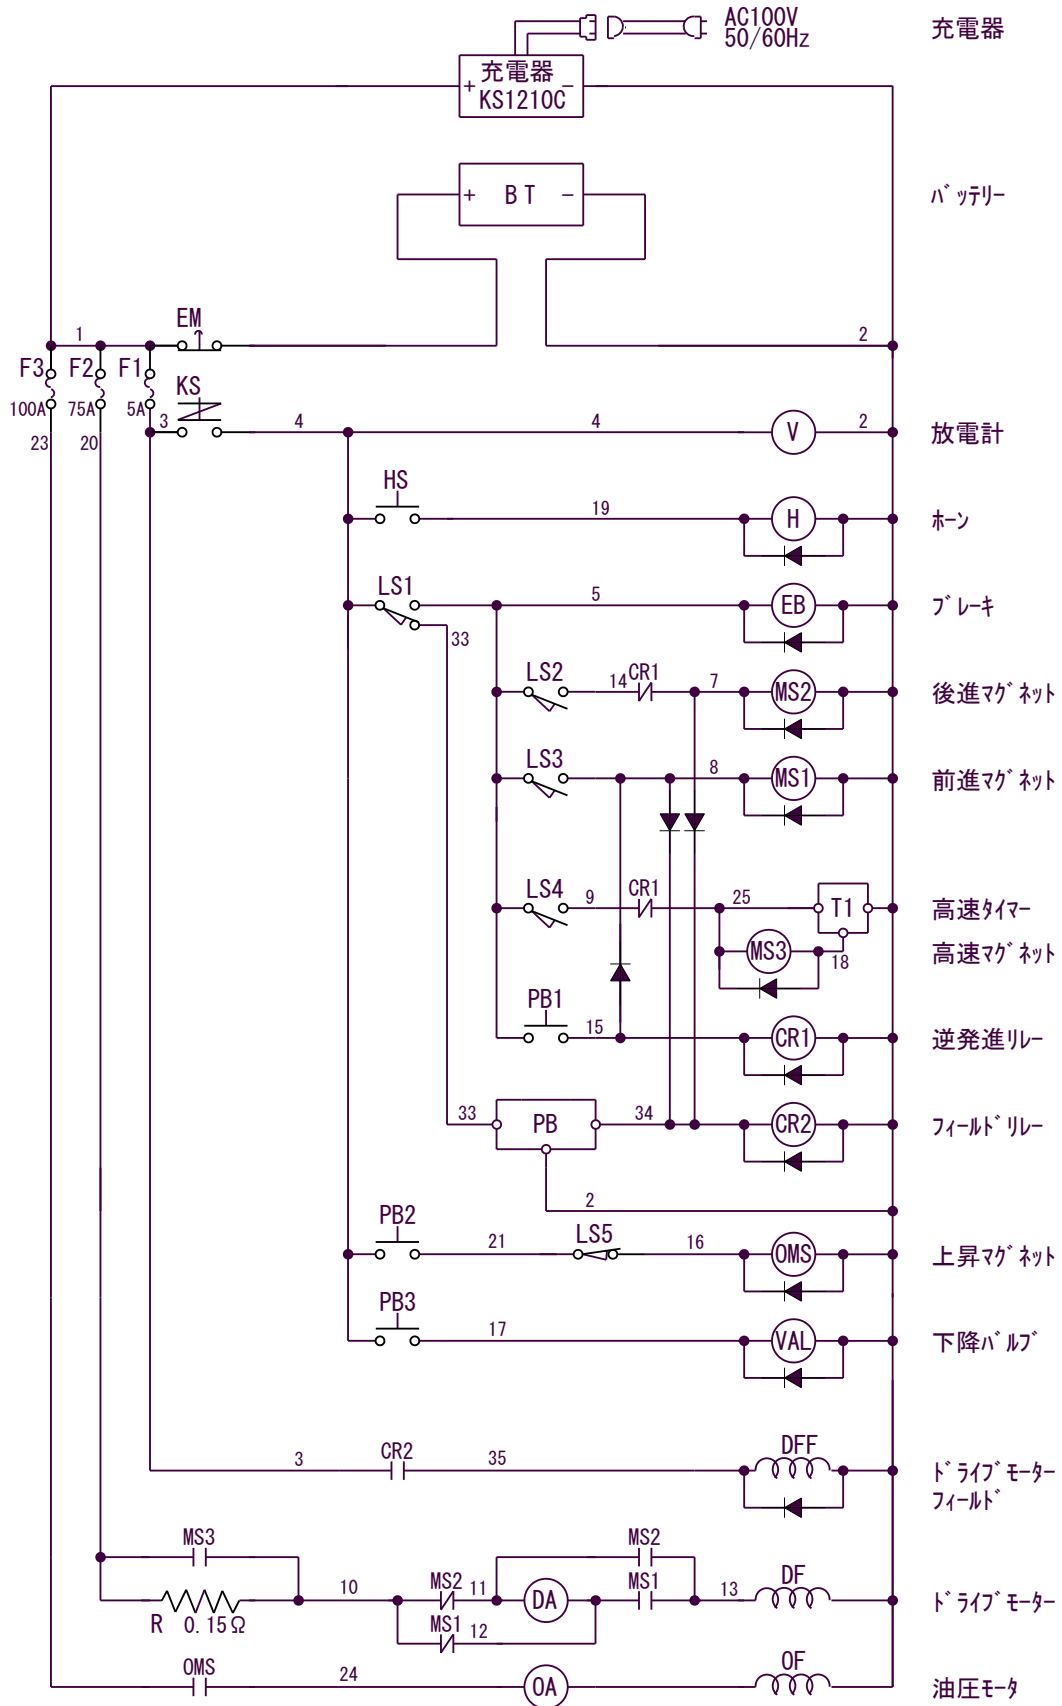 AC100V
50/60Hz
充電器
充電器
+ −
KS1210C
+ BT −
バッテリー
EM
1
2
F3 F2 F1
KS
100A 75A 5A 3
4 4 2
V
放電計
23 20
HS
19
H
ホーン
LS1
5
EB
ブレーキ
33
LS2
14 CR1 7
MS2
後進マグネット
LS3
8
MS1
前進マグネット
LS4
9 CR1 25
T1
高速タイマー
MS3
18
高速マグネット
PB1
15
CR1
逆発進リレー
33 PB 34
CR2
フィールドリレー
2
PB2
21 LS5 16
OMS
上昇マグネット
PB3
17
VAL
下降バルブ
DFF
3 CR2 35
ドライブモーター
フィールド
MS3 MS2
10 MS2 11 DA MS1 13 DF
ドライブモーター
R 0.15Ω
MS1 12
OMS 24 OA OF
油圧モータ